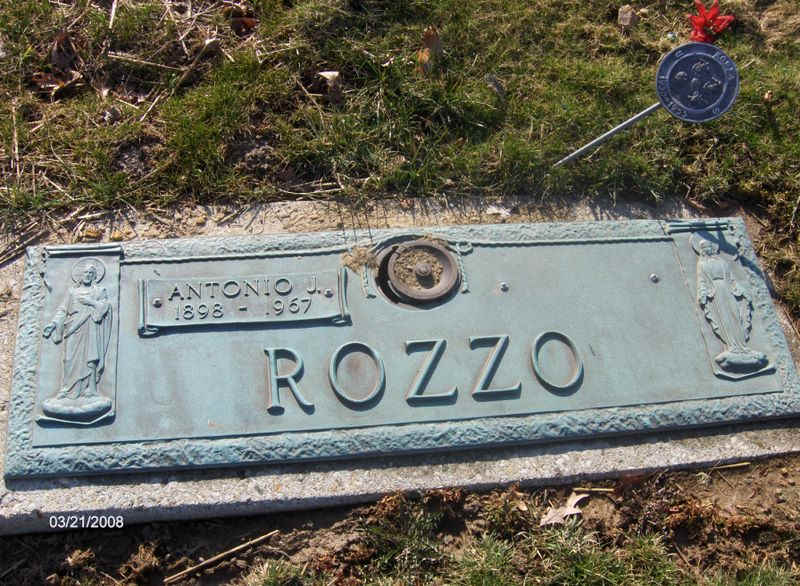 ANTONIO J.
1898 - 1967
ROZZO
03/21/2008